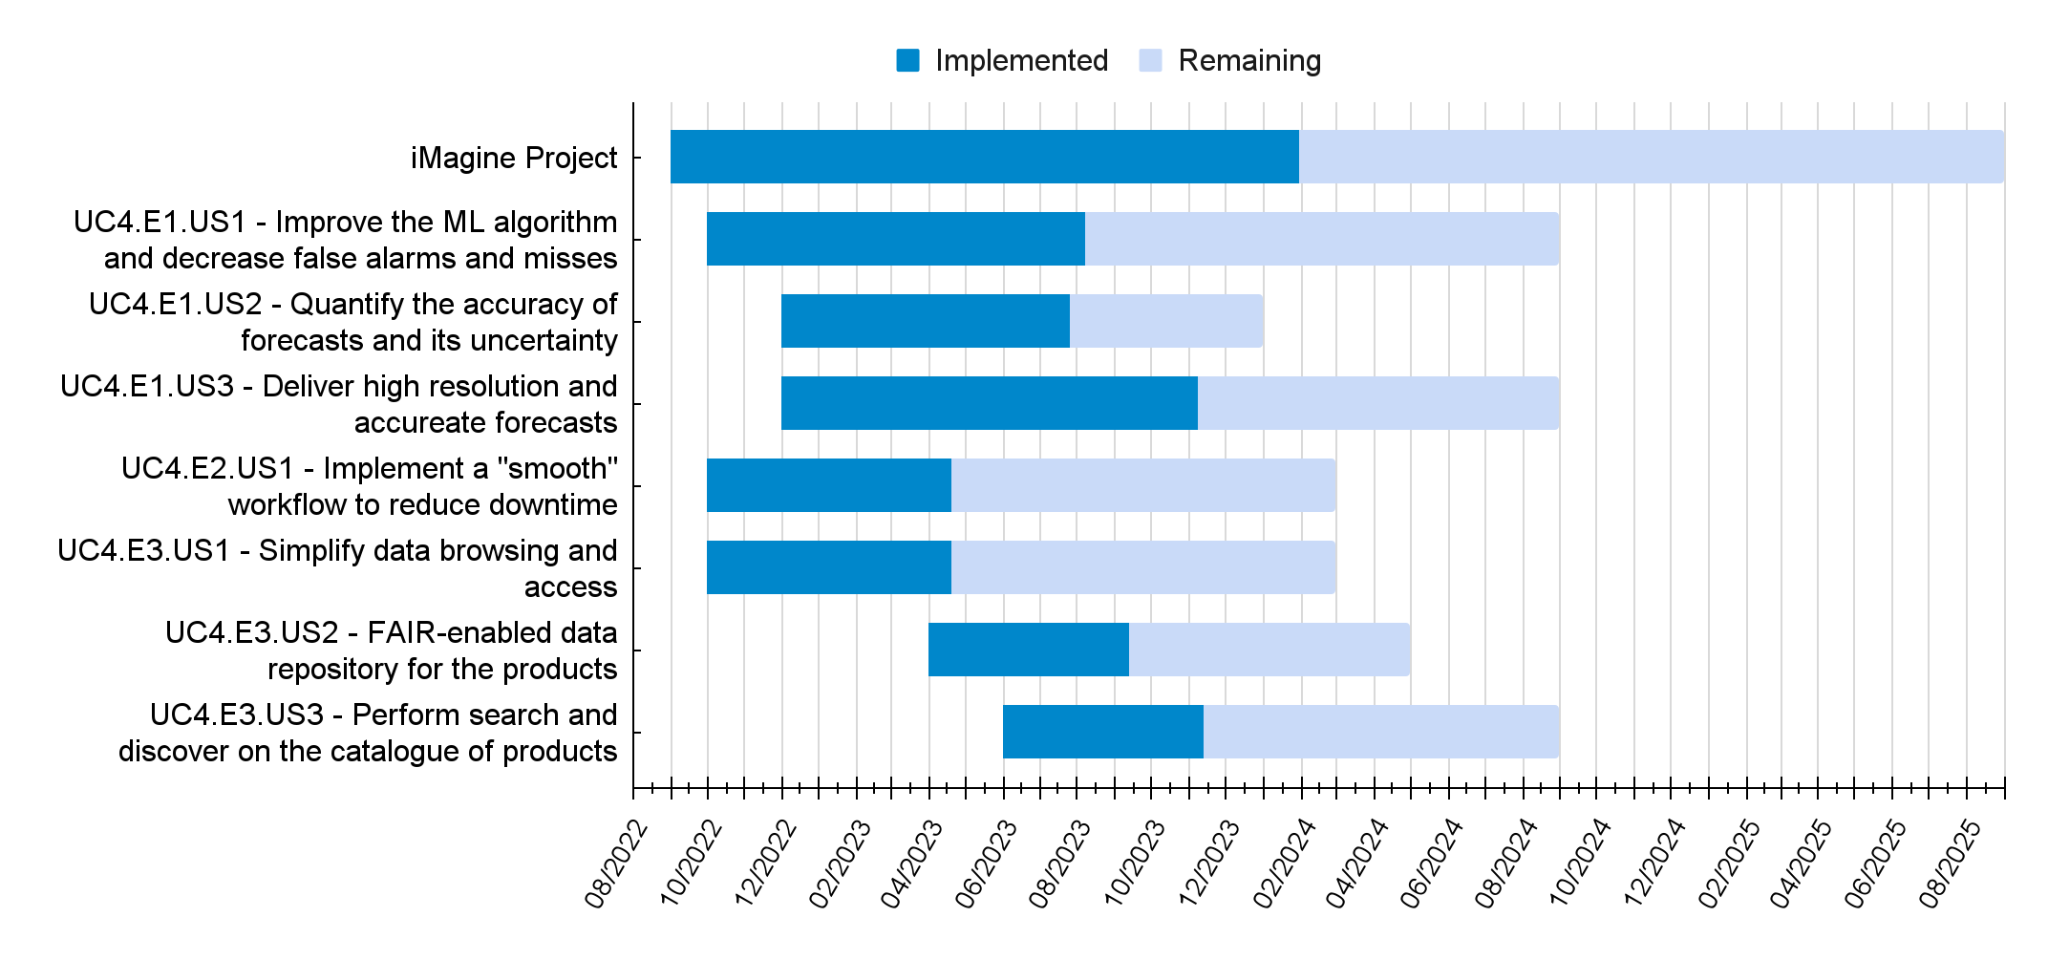 Implemented Remaining
iMagine Project
UC4.E1.US1 - Improve the ML algorithm
and decrease false alarms and misses
UC4.E1.US2 - Quantify the accuracy of
forecasts and its uncertainty
UC4.E1.US3 - Deliver high resolution and
accureate forecasts
UC4.E2.US1 - Implement a "smooth"
workflow to reduce downtime
UC4.E3.US1 - Simplify data browsing and
access
UC4.E3.US2 - FAIR-enabled data
repository for the products
UC4.E3.US3 - Perform search and
discover on the catalogue of products
08/2022 10/2022 12/2022 02/2023 04/2023 06/2023 08/2023 10/2023 12/2023 02/2024 04/2024 06/2024 08/2024 10/2024 12/2024 02/2025 04/2025 06/2025 08/2025